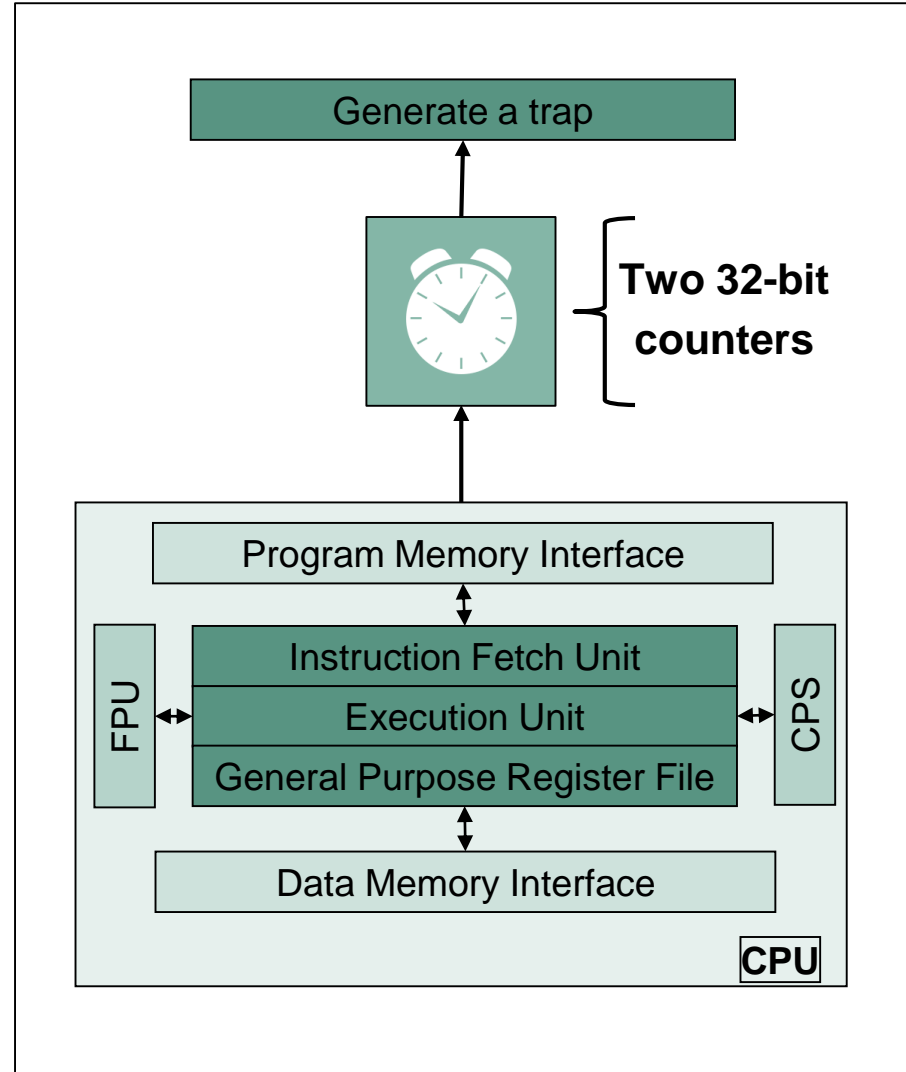 Generate a trap
Two 32-bit
counters
Program Memory Interface
FPU
Instruction Fetch Unit
Execution Unit
General Purpose Register File
CPS
Data Memory Interface
CPU